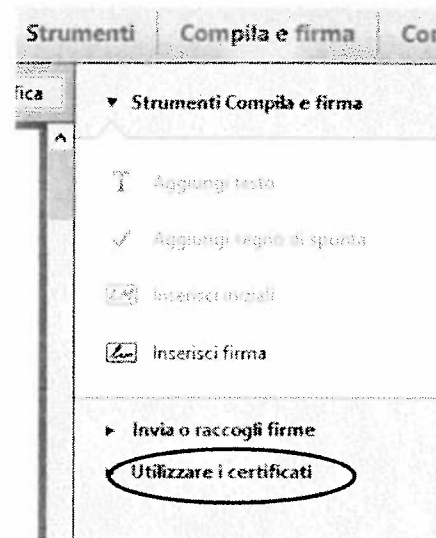 Strumenti Compila e firma Co
fica
Strumenti Compila e firma
Aggiungi testo
Aggiungi segno di spunta
Inserisci iniziali
Inserisci firma
Invia o raccogli firme
Utilizzare i certificati